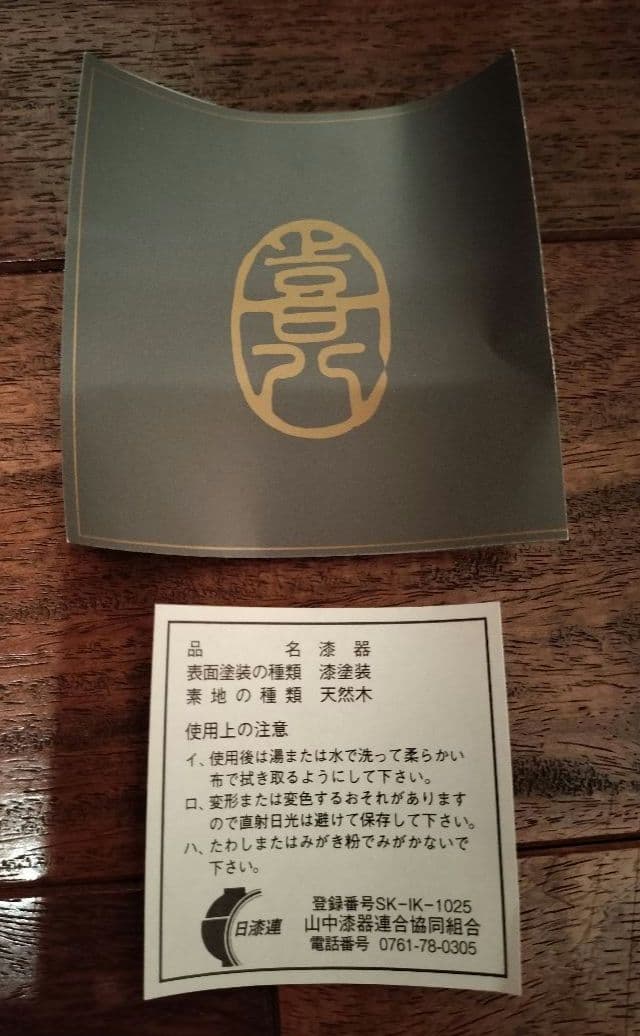 品名 漆器
表面塗装の種類 漆塗装
素地の種類 天然木
使用上の注意
イ、使用後は湯または水で洗って柔らかい
布で拭き取るようにして下さい。
ロ、変形または変色するおそれがあります
ので直射日光は避けて保存して下さい。
ハ、たわしまたはみがき粉でみがかないで
下さい。
日漆連
登録番号SK-IK-1025
山中漆器連合協同組合
電話番号 0761-78-0305